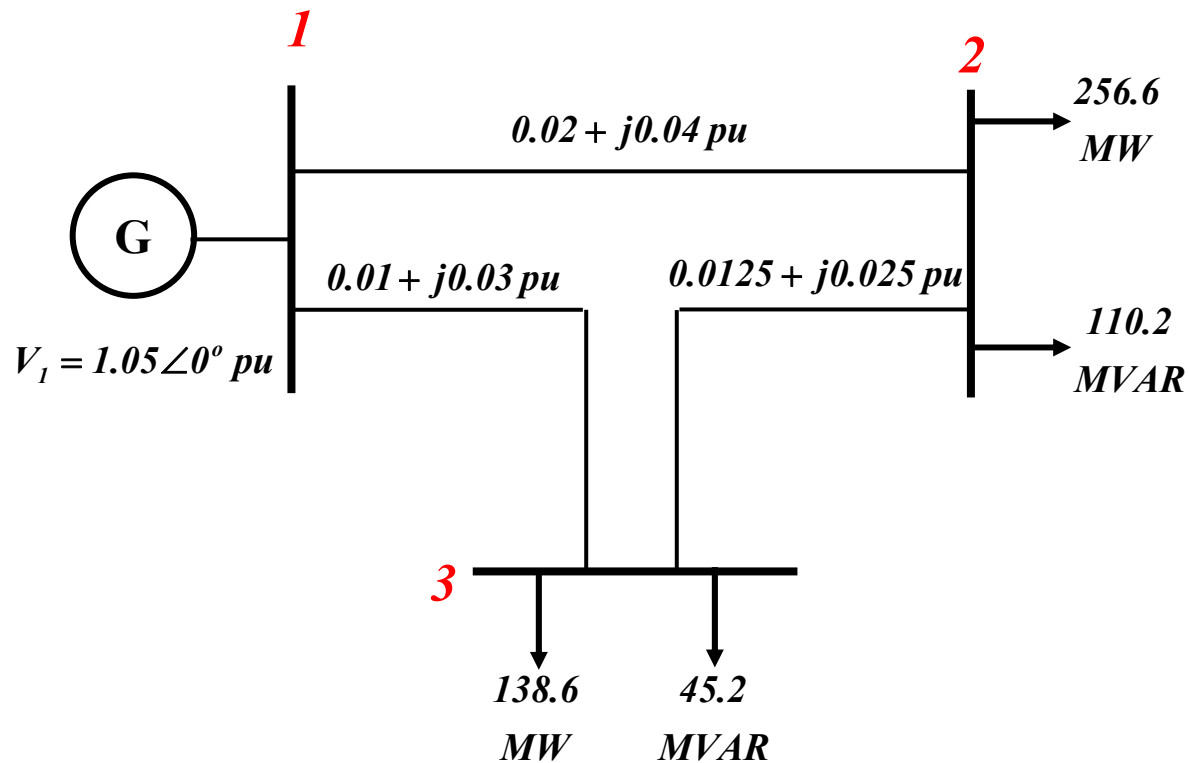 1
2
256.6
MW
0.02 + j0.04 pu
G
0.01 + j0.03 pu
0.0125 + j0.025 pu
V₁ = 1.05∠0° pu
110.2
MVAR
3
138.6
MW
45.2
MVAR